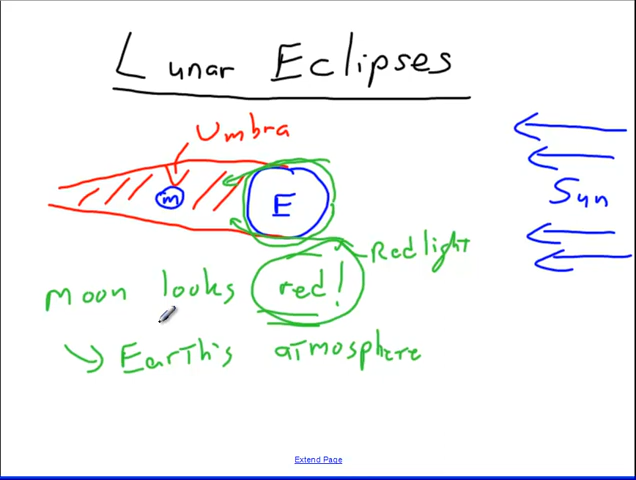 Lunar Eclipses
Umbra
m
E
Sun
Red light
Moon looks red!
Earth's atmosphere
Extend Page